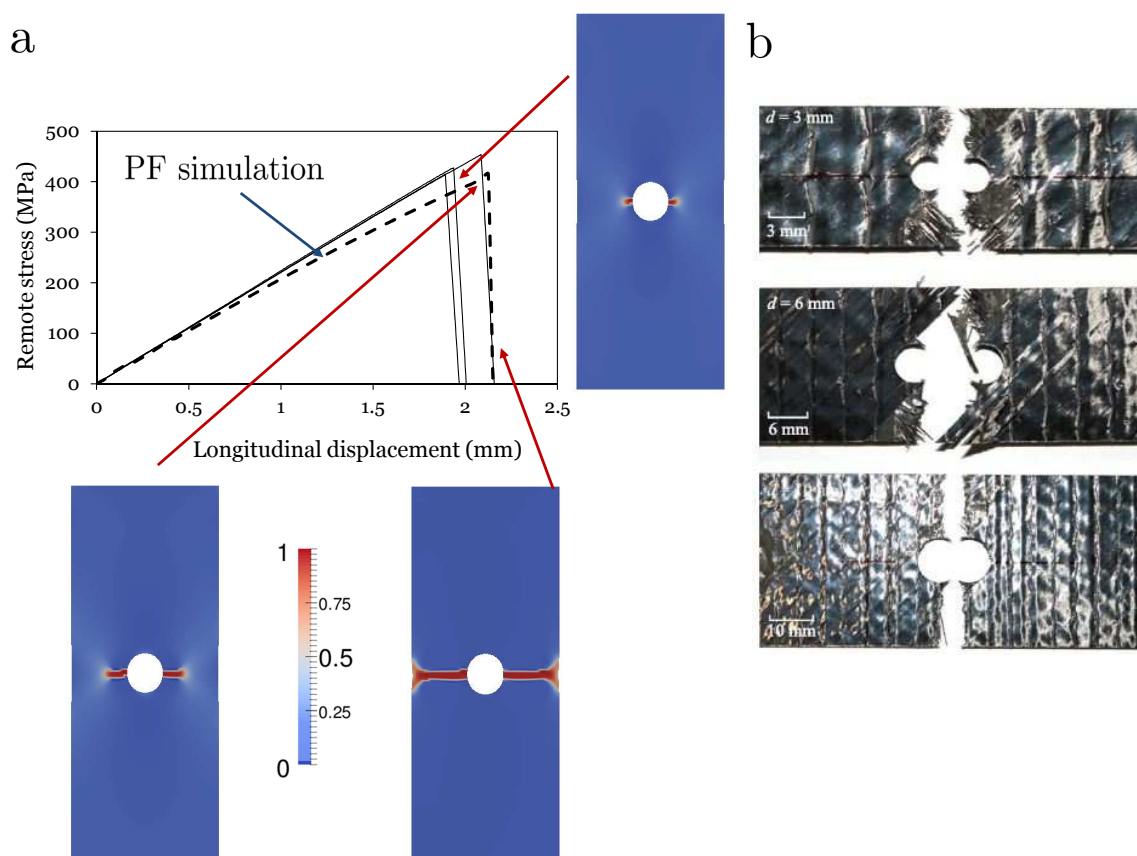 a
b
500
400
300
200
100
0
Remote stress (MPa)
PF simulation
0
0.5
1
1.5
2
2.5
Longitudinal displacement (mm)
1
0.75
0.5
0.25
0
d = 3 mm
3 mm
d = 6 mm
6 mm
10 mm